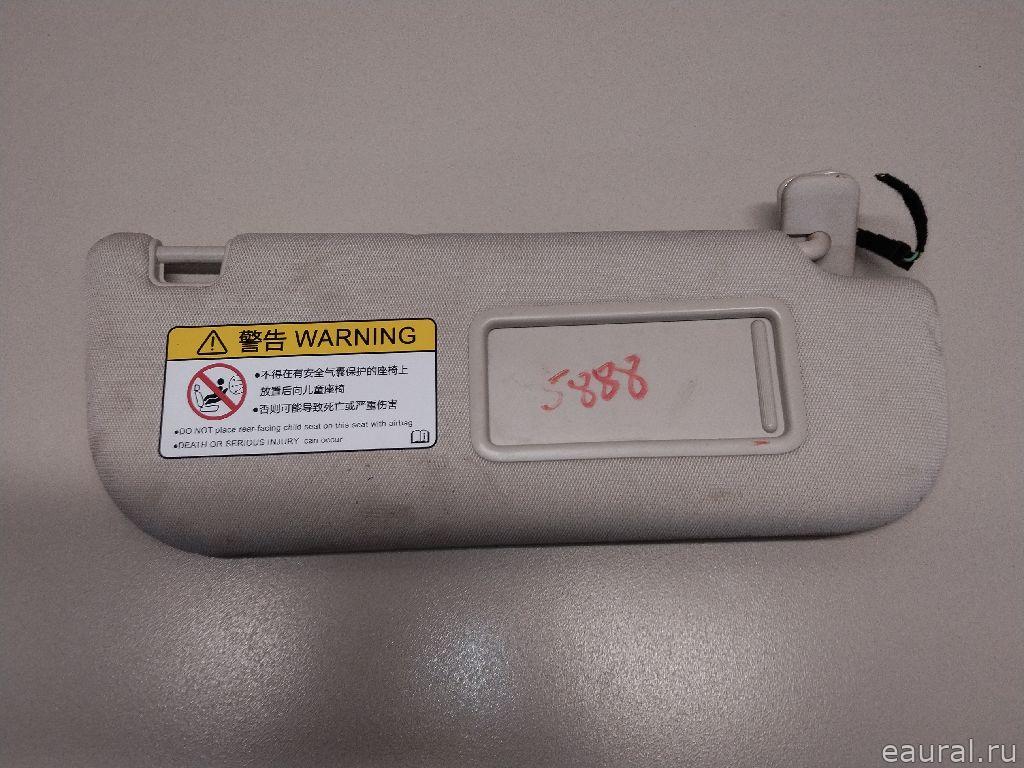 警告 WARNING
●不得在有安全气囊保护的座椅上
放置后向儿童座椅
●否则可能导致死亡或严重伤害
●DO NOT place rear-facing child seat on this seat with airbag
●DEATH OR SERIOUS INJURY can occur
5888
eaural.ru